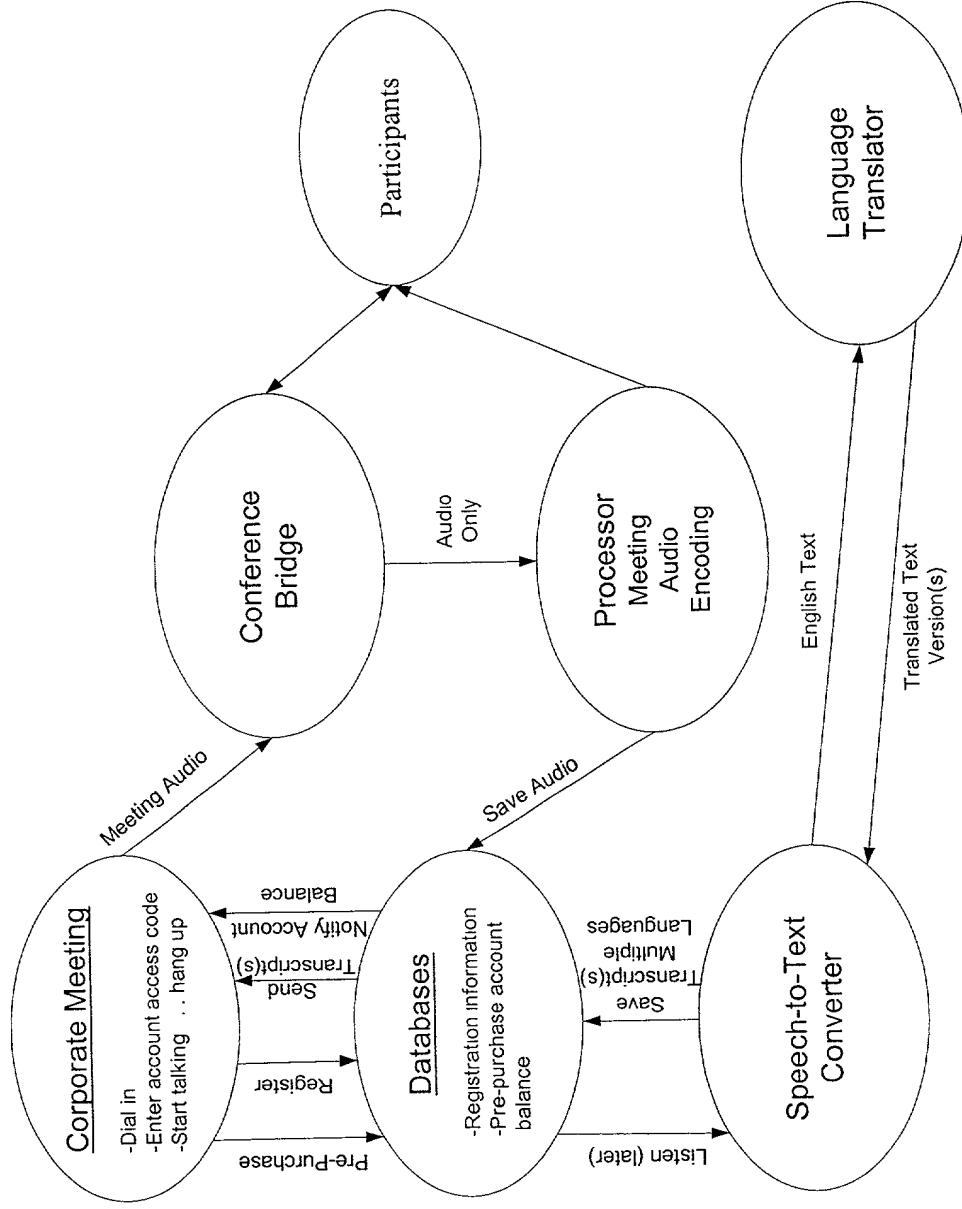 Corporate Meeting
-Dial in
-Enter account access code
-Start talking . . hang up
Meeting Audio
Conference
Bridge
Participants
Pre-Purchase
Register
Send
Transcript(s)
Notify Account
Balance
Audio
Only
Databases
-Registration information
-Pre-purchase account
balance
Save Audio
Processor
Meeting
Audio
Encoding
Listen (later)
Save
Transcript(s)
Multiple
Languages
Speech-to-Text
Converter
English Text
Translated Text
Version(s)
Language
Translator